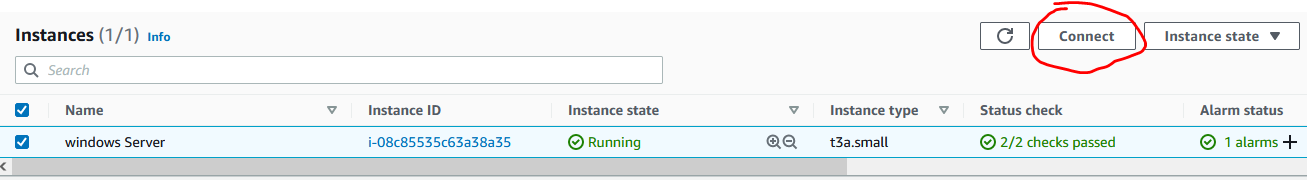 Instances (1/1) Info
Connect
Instance state
Search
Name Instance ID Instance state Instance type Status check Alarm status
windows Server i-08c85535c63a38a35 Running t3a.small 2/2 checks passed 1 alarms